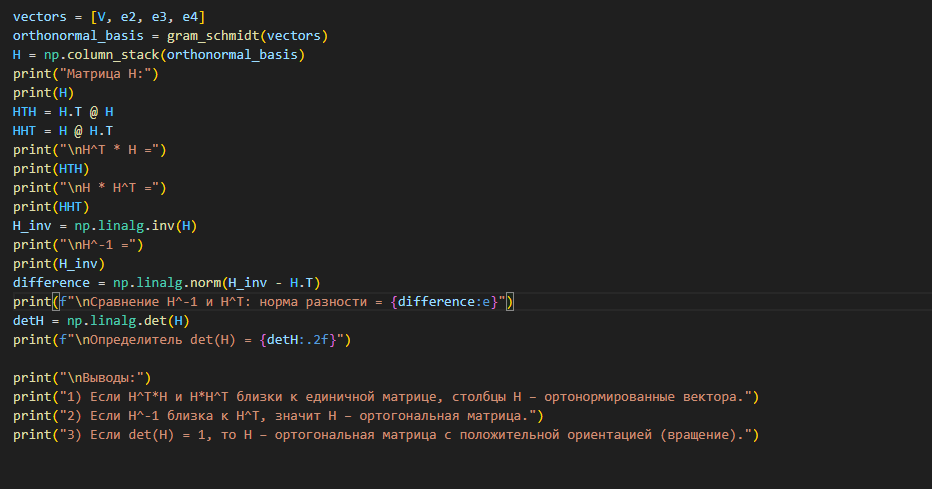 vectors = [V, e2, e3, e4]
orthonormal_basis = gram_schmidt(vectors)
H = np.column_stack(orthonormal_basis)
print("Матрица H:")
print(H)
HTH = H.T @ H
HHT = H @ H.T
print("\nH^T * H =")
print(HTH)
print("\nH * H^T =")
print(HHT)
H_inv = np.linalg.inv(H)
print("\nH^-1 =")
print(H_inv)
difference = np.linalg.norm(H_inv - H.T)
print(f"\nСравнение H^-1 и H^T: норма разности = {difference:e}")
detH = np.linalg.det(H)
print(f"\nОпределитель det(H) = {detH:.2f}")
print("\nВыводы:")
print("1) Если H^T*H и H*H^T близки к единичной матрице, столбцы H – ортонормированные вектора.")
print("2) Если H^-1 близка к H^T, значит H – ортогональная матрица.")
print("3) Если det(H) = 1, то H – ортогональная матрица с положительной ориентацией (вращение).")